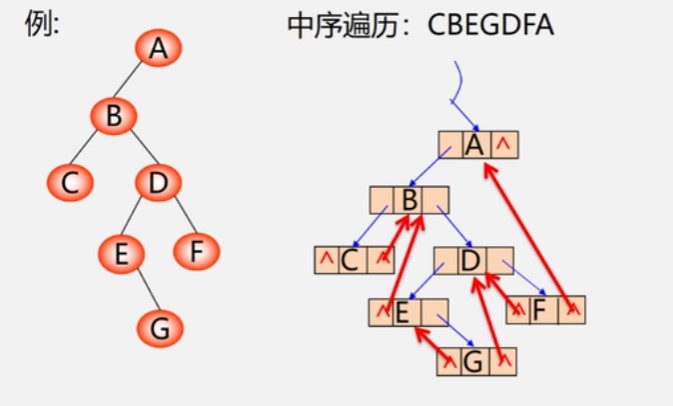 例:
中序遍历：CBEGDFA
A
B
C
D
E
F
G
A ^
B
^ C ^
D
^ E
^ F ^
^ G ^